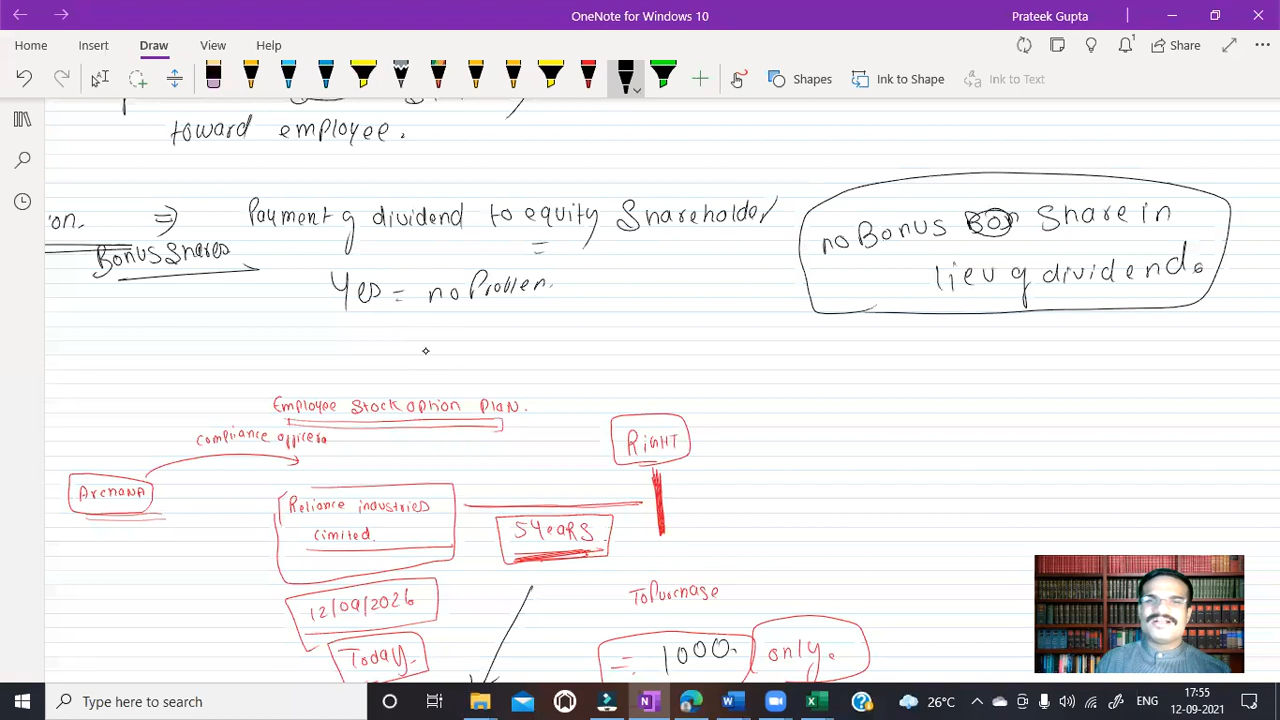 OneNote for Windows 10
Prateek Gupta
Home Insert Draw View Help
Share
Shapes Ink to Shape Ink to Text
toward employee.
on. ⇒ Payment of dividend to equity Shareholder
Bonus Shares
Yes = no Problem.
no Bonus Share in
lieu of dividend.
Employee Stock option Plan.
compliance officer
RiGHT
Archana
Reliance industries
Limited.
5 Years.
12/09/2026
To Purchase
Today.
= 1000. only.
Type here to search
26°C
ENG
17:55
12-09-2021